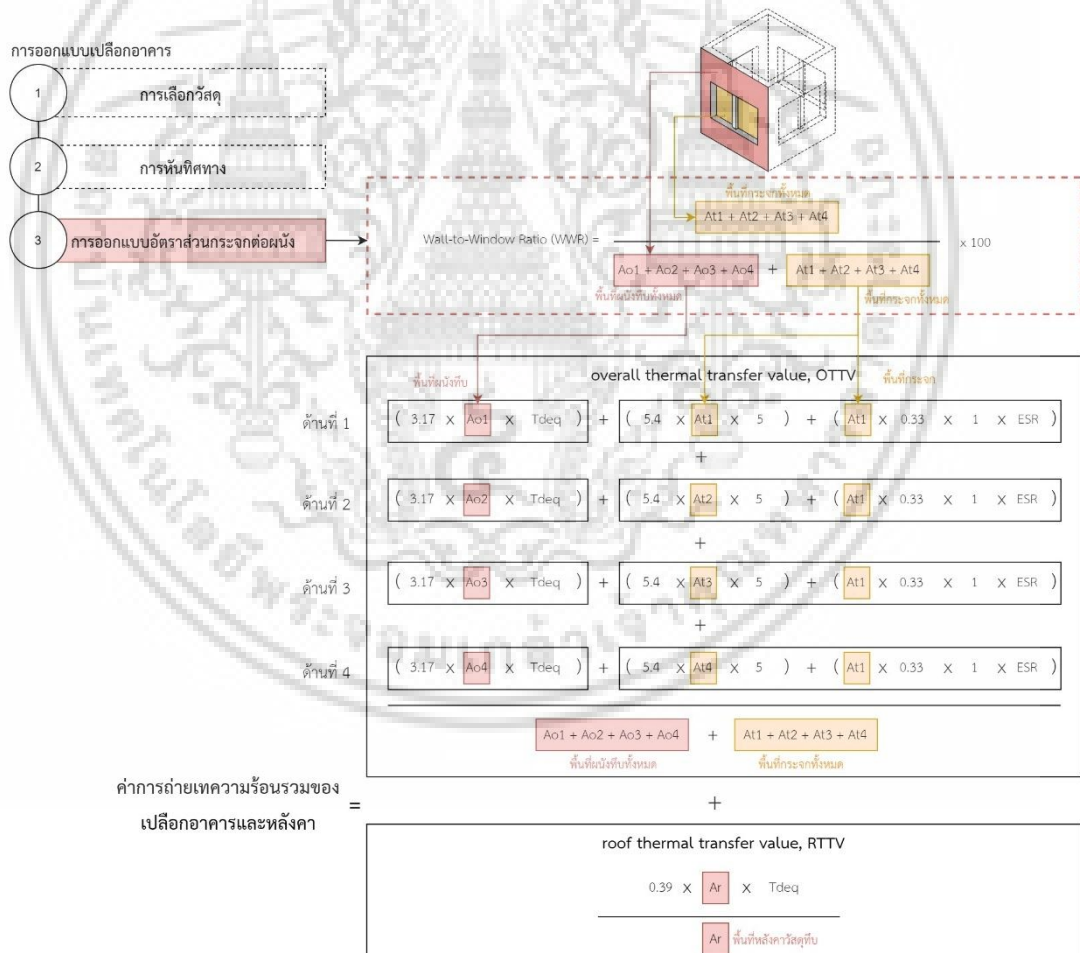 การออกแบบเปลือกอาคาร
1 การเลือกวัสดุ
2 การหันทิศทาง
3 การออกแบบอัตราส่วนกระจกต่อผนัง
พื้นที่กระจกทั้งหมด
At1 + At2 + At3 + At4
Wall-to-Window Ratio (WWR) = x 100
Ao1 + Ao2 + Ao3 + Ao4 + At1 + At2 + At3 + At4
พื้นที่ผนังทึบทั้งหมด พื้นที่กระจกทั้งหมด
overall thermal transfer value, OTTV
พื้นที่ผนังทึบ พื้นที่กระจก
ด้านที่ 1 ( 3.17 x Ao1 x Tdeq ) + ( 5.4 x At1 x 5 ) + ( At1 x 0.33 x 1 x ESR )
+
ด้านที่ 2 ( 3.17 x Ao2 x Tdeq ) + ( 5.4 x At2 x 5 ) + ( At1 x 0.33 x 1 x ESR )
+
ด้านที่ 3 ( 3.17 x Ao3 x Tdeq ) + ( 5.4 x At3 x 5 ) + ( At1 x 0.33 x 1 x ESR )
+
ด้านที่ 4 ( 3.17 x Ao4 x Tdeq ) + ( 5.4 x At4 x 5 ) + ( At1 x 0.33 x 1 x ESR )
Ao1 + Ao2 + Ao3 + Ao4 + At1 + At2 + At3 + At4
พื้นที่ผนังทึบทั้งหมด พื้นที่กระจกทั้งหมด
ค่าการถ่ายเทความร้อนรวมของ
เปลือกอาคารและหลังคา =
+
roof thermal transfer value, RTTV
0.39 x Ar x Tdeq
Ar พื้นที่หลังคาวัสดุทึบ